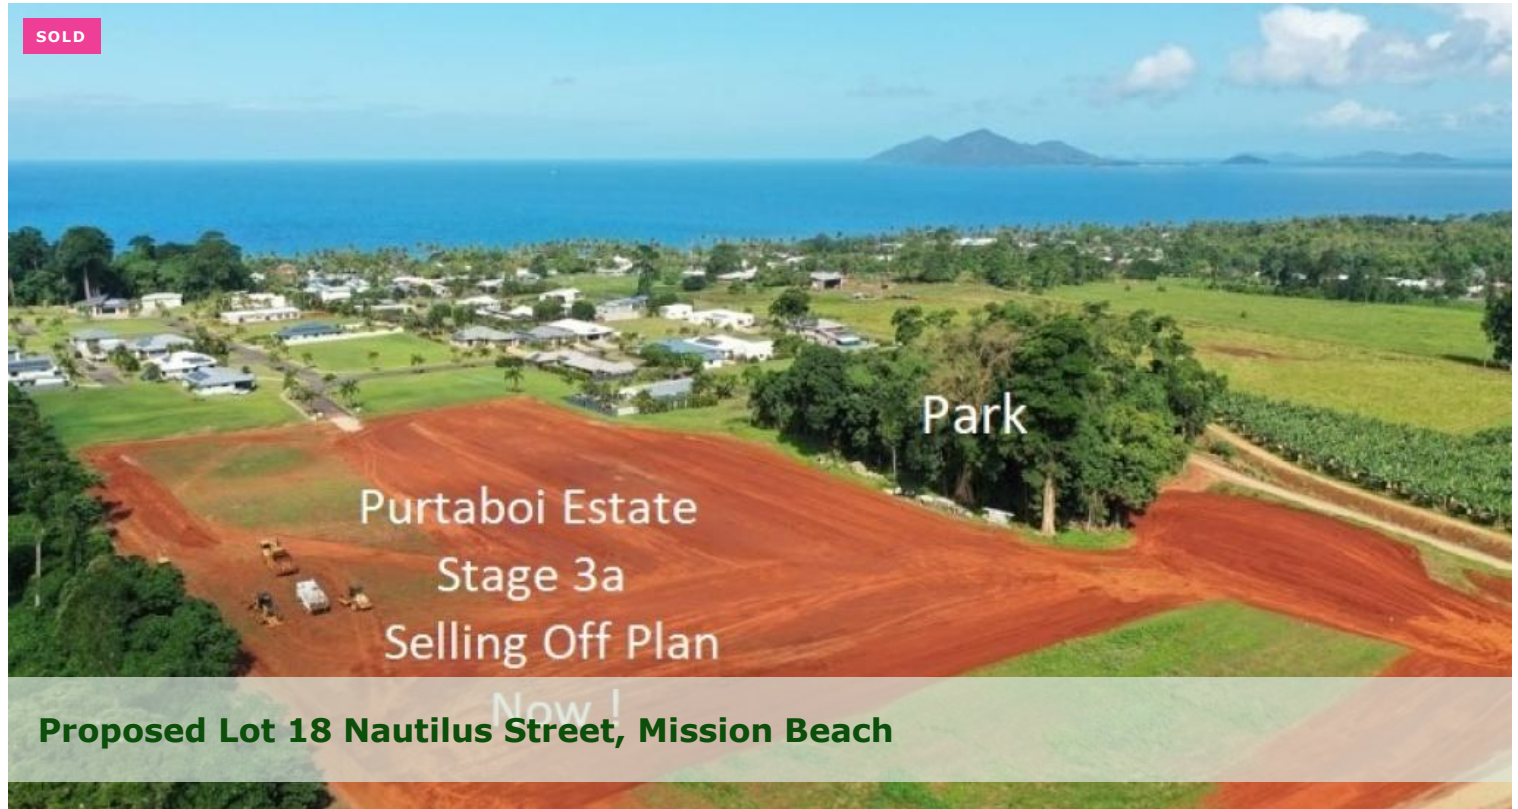 SOLD
Park
Purtaboi Estate
Stage 3a
Selling Off Plan
Now !
Proposed Lot 18 Nautilus Street, Mission Beach